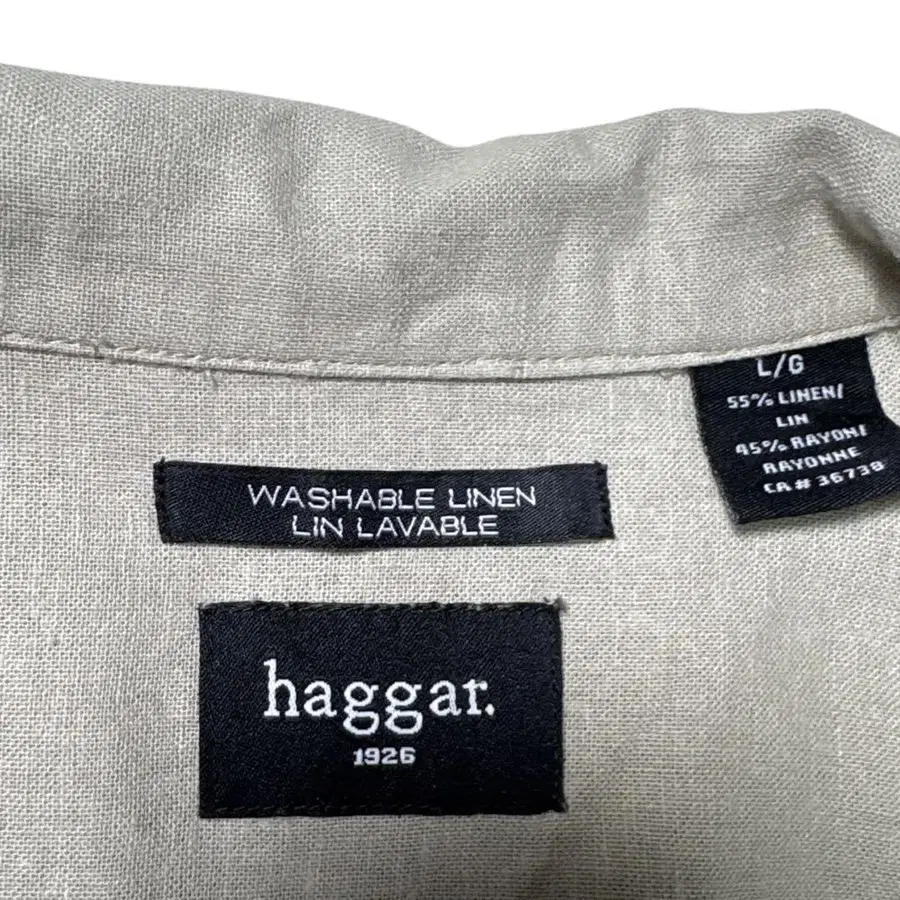 L/G
55% LINEN/
LIN
45% RAYON/
RAYONNE
CA# 36738
WASHABLE LINEN
LIN LAVABLE
haggar.
1926